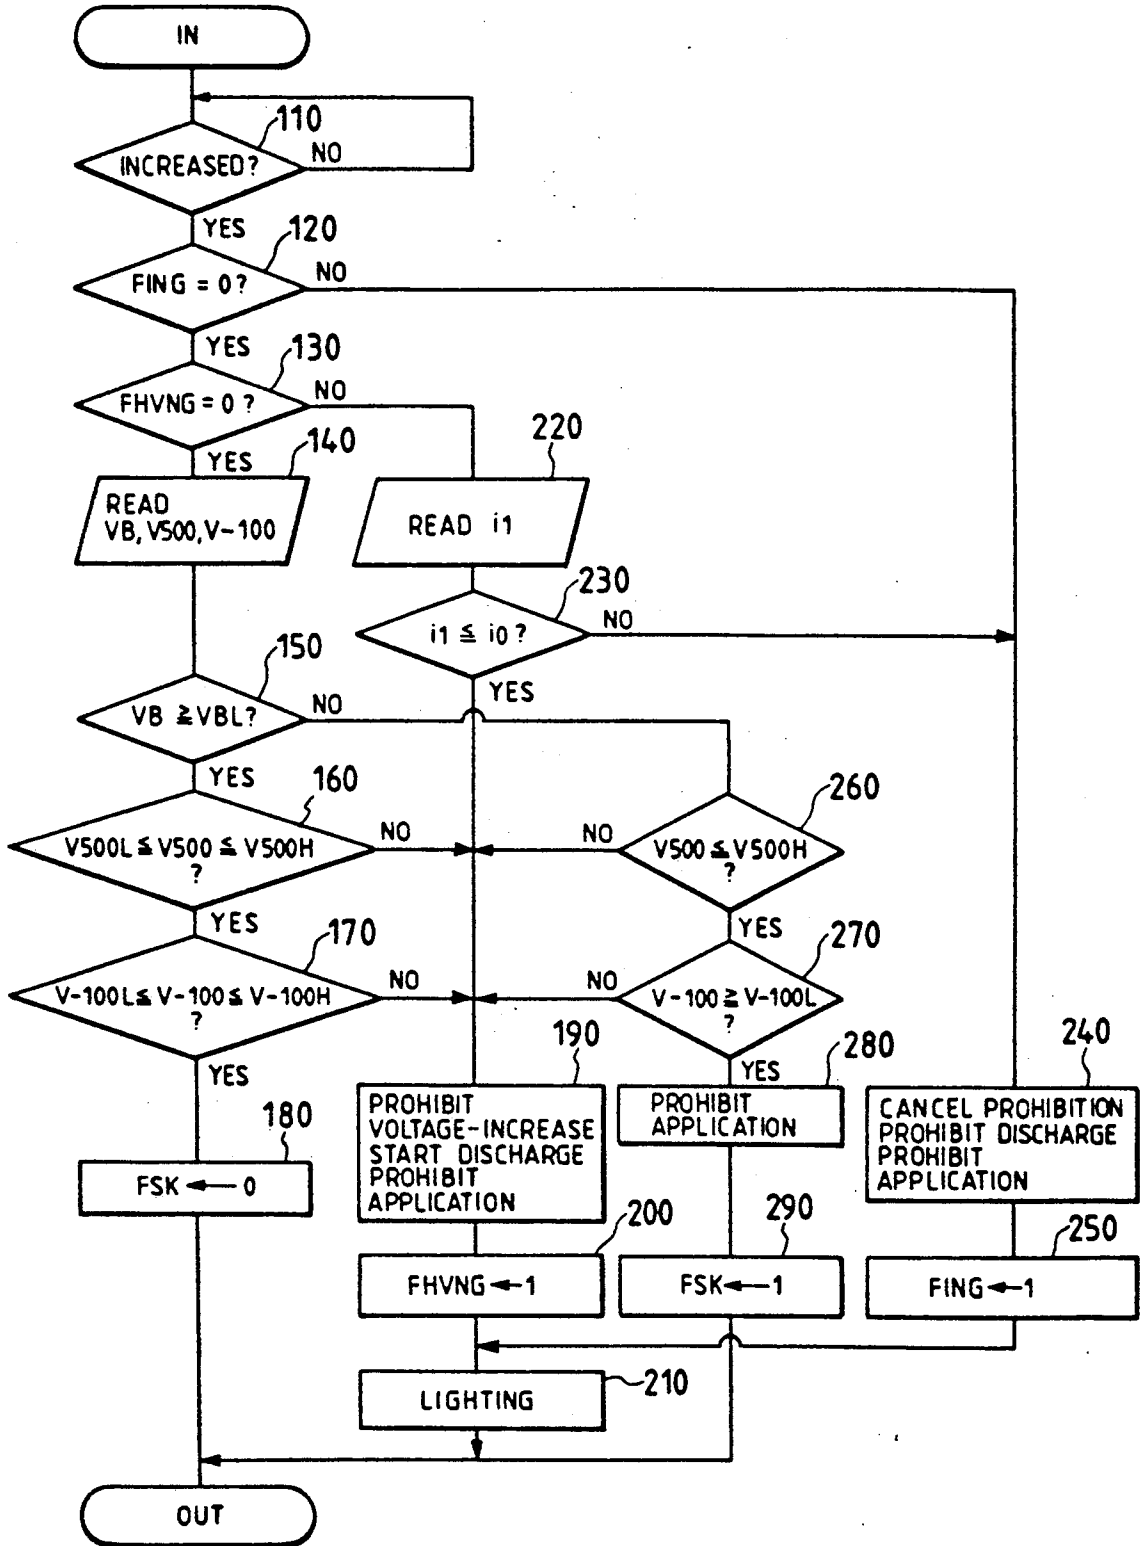 IN
110
INCREASED?
NO
YES
120
FING = 0?
NO
YES
130
FHVNG = 0?
NO
YES
140
READ
VB, V500, V-100
220
READ i1
230
i1 ≦ i0?
NO
YES
150
VB ≧ VBL?
NO
YES
160
V500L ≦ V500 ≦ V500H
?
NO
YES
260
V500 ≦ V500H
?
NO
YES
170
V-100L ≦ V-100 ≦ V-100H
?
NO
YES
270
V-100 ≧ V-100L
?
NO
YES
180
FSK ← 0
190
PROHIBIT
VOLTAGE-INCREASE
START DISCHARGE
PROHIBIT
APPLICATION
280
PROHIBIT
APPLICATION
240
CANCEL PROHIBITION
PROHIBIT DISCHARGE
PROHIBIT
APPLICATION
200
FHVNG ← 1
290
FSK ← 1
250
FING ← 1
LIGHTING
210
OUT